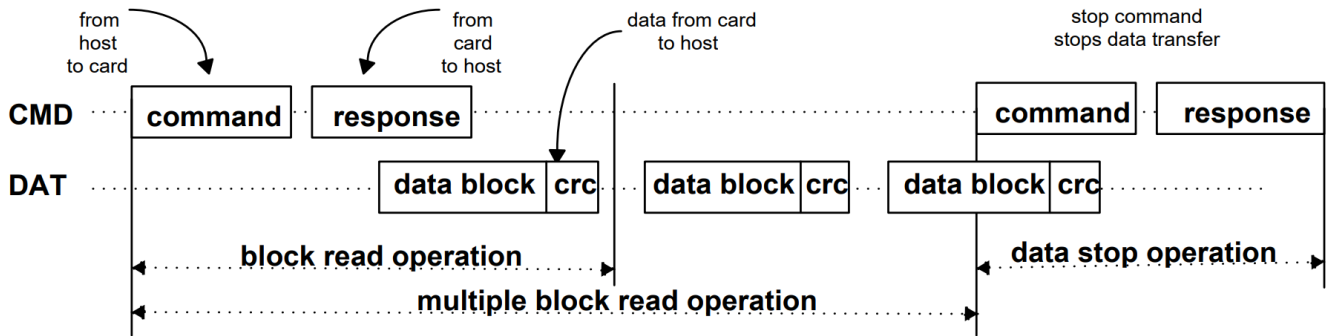 from
host
to card
from
card
to host
data from card
to host
stop command
stops data transfer
CMD
command
response
command
response
DAT
data block
crc
data block
crc
data block
crc
block read operation
data stop operation
multiple block read operation